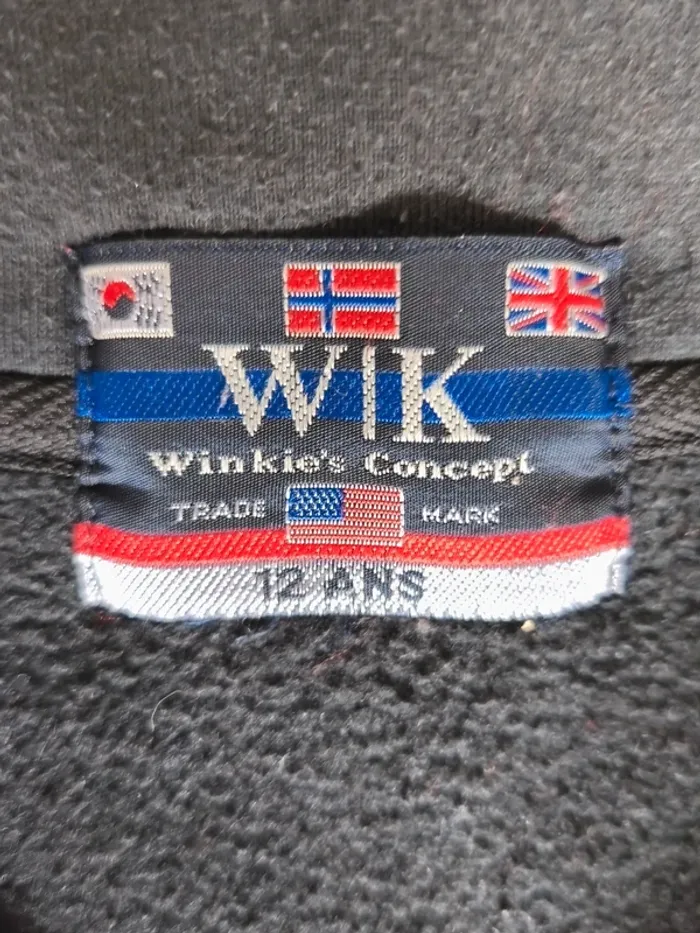 W|K
Winkie's Concept
TRADE MARK
12 ANS